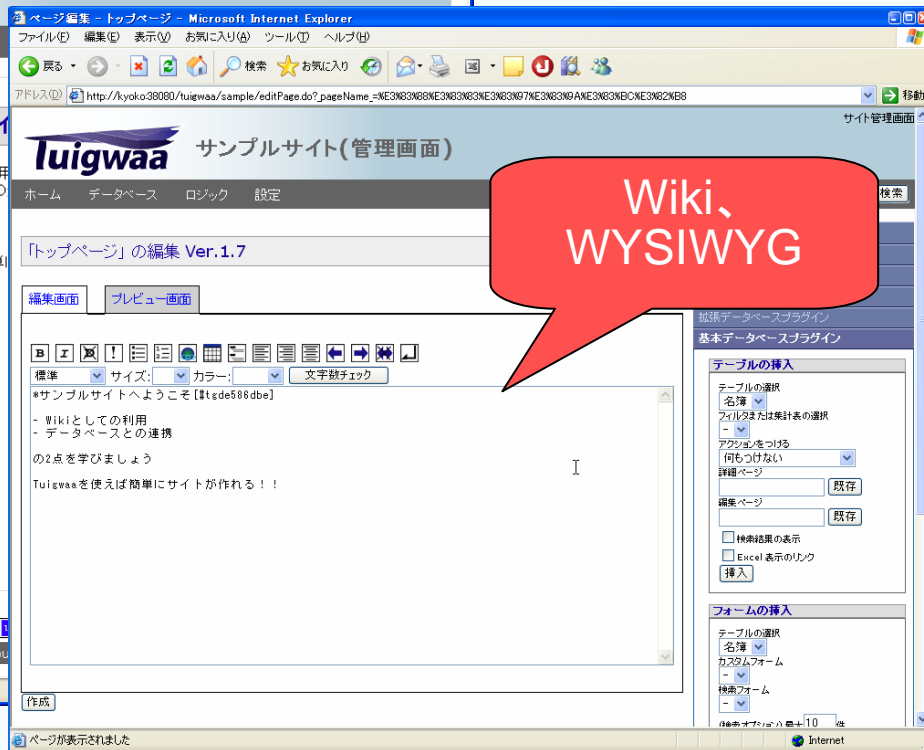 ページ編集 - トップページ - Microsoft Internet Explorer
ファイル(F) 編集(E) 表示(V) お気に入り(A) ツール(T) ヘルプ(H)
戻る 検索 お気に入り
アドレス(D) http://kyoko:38080/tuigwaa/sample/editPage.do?_pageName_=%E3%83%88%E3%83%83%E3%83%97%E3%83%9A%E3%83%BC%E3%82%B8 移動
サイト管理画面
Tuigwaa サンプルサイト(管理画面)
ホーム データベース ロジック 設定 検索
Wiki、
WYSIWYG
「トップページ」の編集 Ver.1.7
編集画面 プレビュー画面
標準 サイズ: カラー: 文字数チェック
*サンプルサイトへようこそ[#tgde586dbe]
- Wikiとしての利用
- データベースとの連携
の2点を学びましょう
Tuigwaaを使えば簡単にサイトが作れる!!
作成
拡張データベースプラグイン
基本データベースプラグイン
テーブルの挿入
テーブルの選択
名簿
フィルタまたは集計表の選択
-
アクションをつける
何もつけない
詳細ページ
既存
編集ページ
既存
検索結果の表示
Excel 表示のリンク
挿入
フォームの挿入
テーブルの選択
名簿
カスタムフォーム
-
検索フォーム
-
(検索オプション) 最大 10 件
ページが表示されました Internet